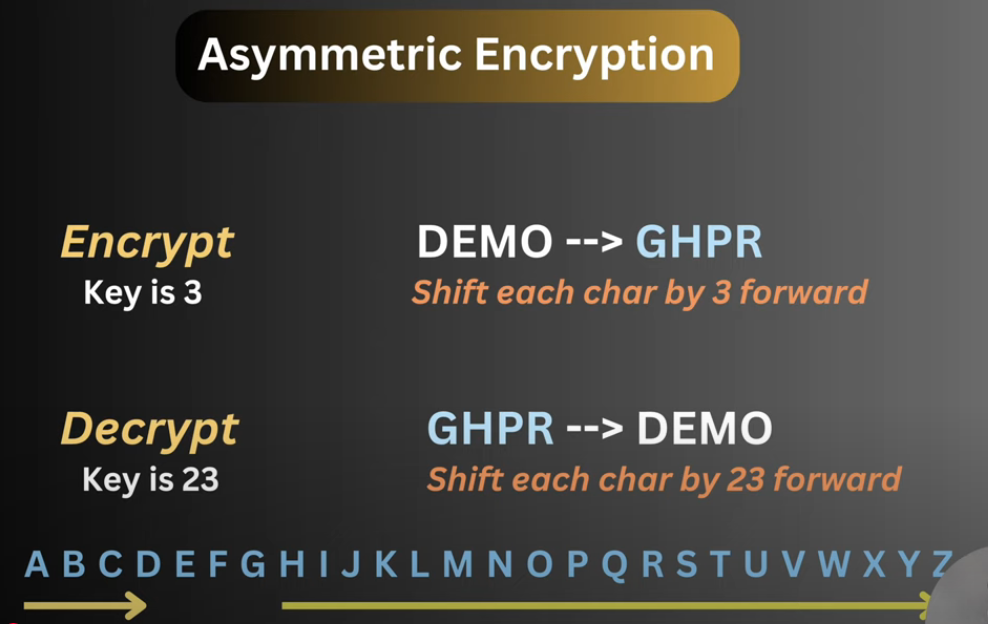 Asymmetric Encryption
Encrypt
DEMO --> GHPR
Key is 3
Shift each char by 3 forward
Decrypt
GHPR --> DEMO
Key is 23
Shift each char by 23 forward
A B C D E F G H I J K L M N O P Q R S T U V W X Y Z